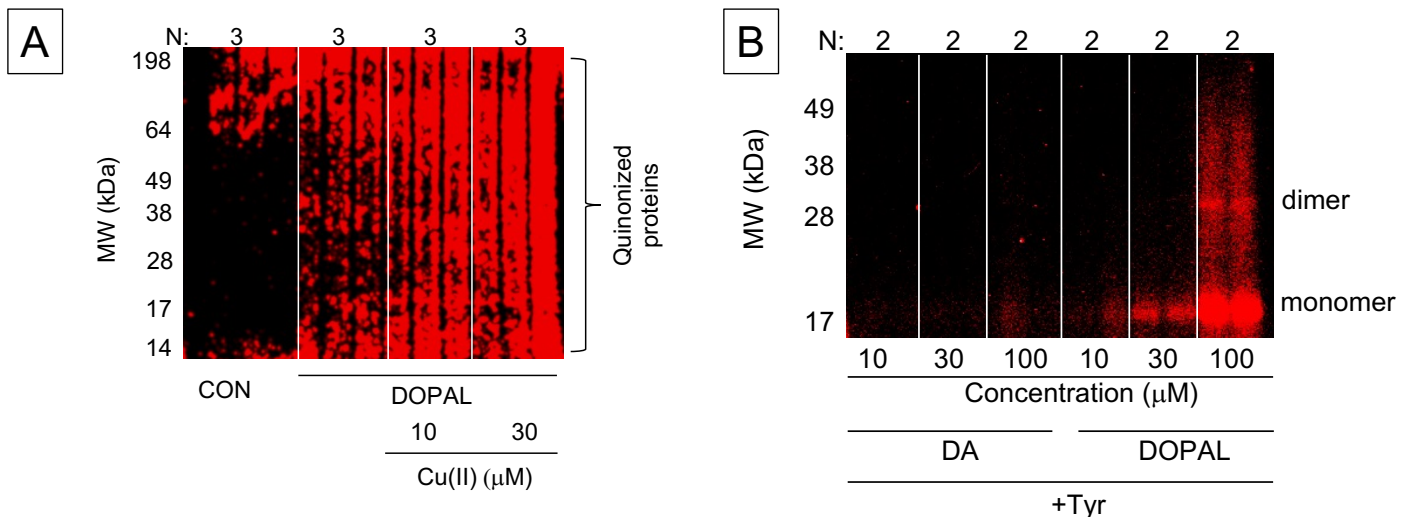 A
N: 3 3 3 3
198
64
49
38
28
17
14
MW (kDa)
Quinonized
proteins
CON
DOPAL
10 30
Cu(II) (μM)
B
N: 2 2 2 2 2 2
49
38
28
17
MW (kDa)
dimer
monomer
10 30 100 10 30 100
Concentration (μM)
DA DOPAL
+Tyr